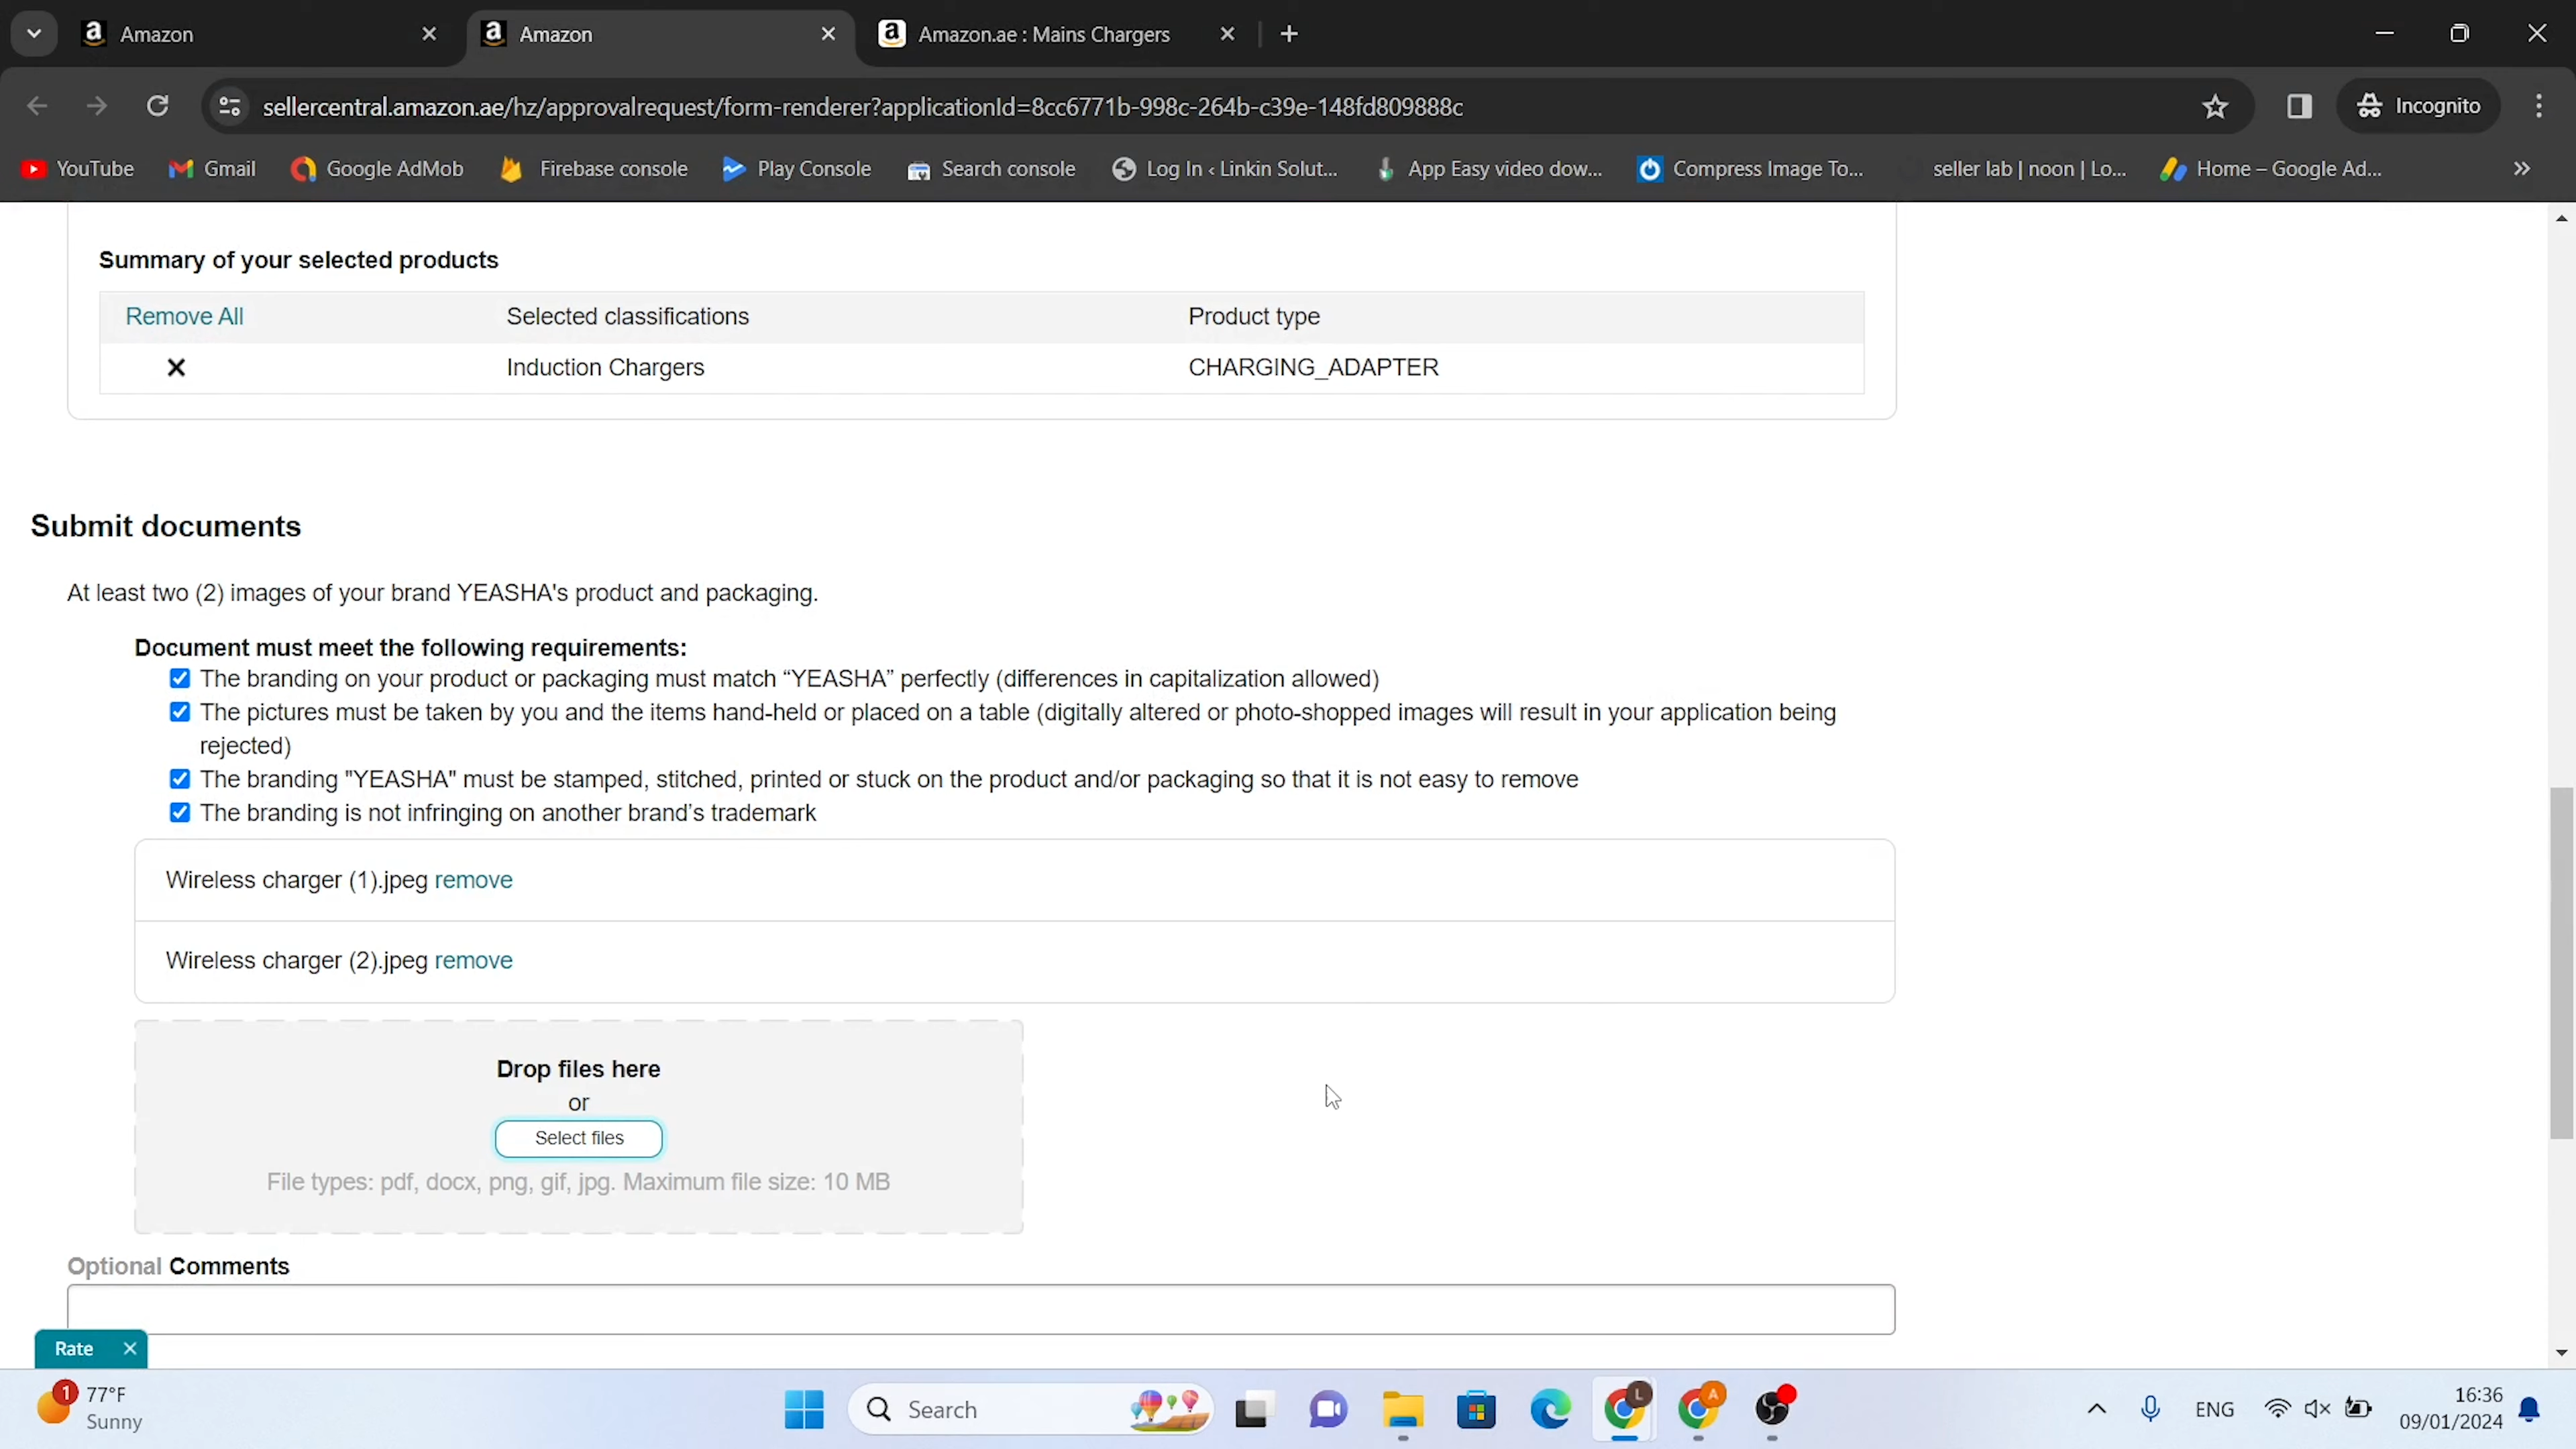 Amazon
Amazon
Amazon.ae : Mains Chargers
sellercentral.amazon.ae/hz/approvalrequest/form-renderer?applicationId=8cc6771b-998c-264b-c39e-148fd809888c
Incognito
YouTube
Gmail
Google AdMob
Firebase console
Play Console
Search console
Log In ‹ Linkin Solut...
App Easy video dow...
Compress Image To...
seller lab | noon | Lo...
Home – Google Ad...
Summary of your selected products
Remove All Selected classifications Product type
Induction Chargers CHARGING_ADAPTER
Submit documents
At least two (2) images of your brand YEASHA's product and packaging.
Document must meet the following requirements:
The branding on your product or packaging must match “YEASHA” perfectly (differences in capitalization allowed)
The pictures must be taken by you and the items hand-held or placed on a table (digitally altered or photo-shopped images will result in your application being
rejected)
The branding "YEASHA" must be stamped, stitched, printed or stuck on the product and/or packaging so that it is not easy to remove
The branding is not infringing on another brand’s trademark
Wireless charger (1).jpeg remove
Wireless charger (2).jpeg remove
Drop files here
or
Select files
File types: pdf, docx, png, gif, jpg. Maximum file size: 10 MB
Optional Comments
Rate
1
77°F
Sunny
Search
L
A
ENG
16:36
09/01/2024